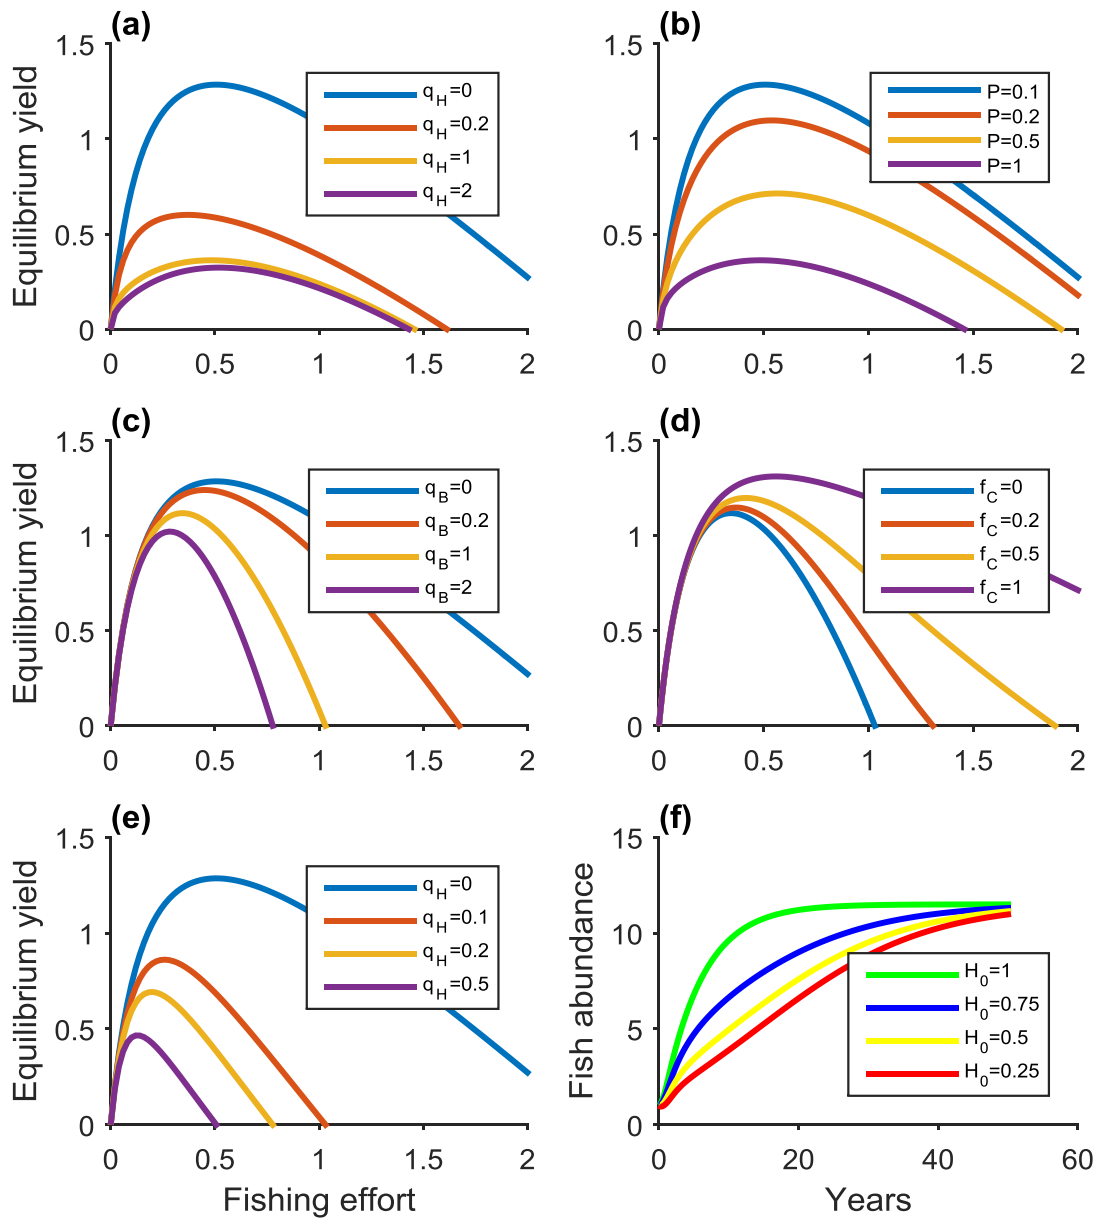 (a)
1.5
1
0.5
0
Equilibrium yield
q_H=0
q_H=0.2
q_H=1
q_H=2
0 0.5 1 1.5 2
(b)
1.5
1
0.5
0
P=0.1
P=0.2
P=0.5
P=1
0 0.5 1 1.5 2
(c)
1.5
1
0.5
0
Equilibrium yield
q_B=0
q_B=0.2
q_B=1
q_B=2
0 0.5 1 1.5 2
(d)
1.5
1
0.5
0
f_C=0
f_C=0.2
f_C=0.5
f_C=1
0 0.5 1 1.5 2
(e)
1.5
1
0.5
0
Equilibrium yield
q_H=0
q_H=0.1
q_H=0.2
q_H=0.5
0 0.5 1 1.5 2
Fishing effort
(f)
15
10
5
0
Fish abundance
H_0=1
H_0=0.75
H_0=0.5
H_0=0.25
0 20 40 60
Years